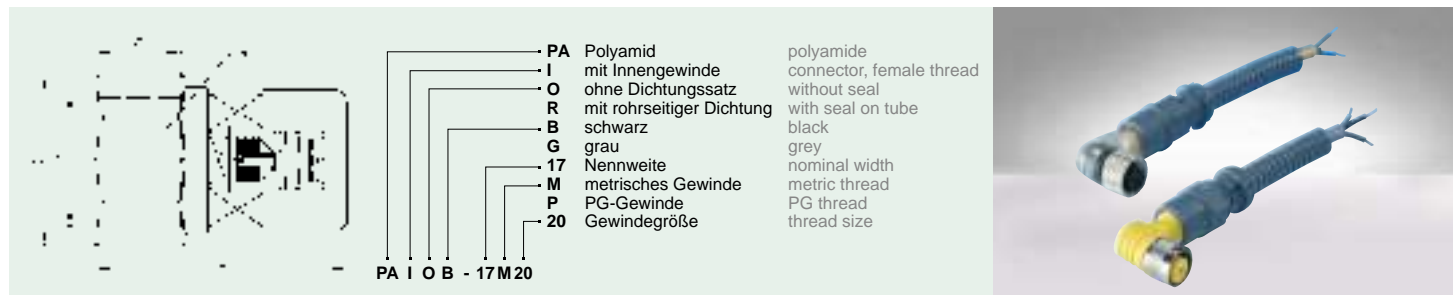 PA Polyamid polyamide
I mit Innengewinde connector, female thread
O ohne Dichtungssatz without seal
R mit rohrseitiger Dichtung with seal on tube
B schwarz black
G grau grey
17 Nennweite nominal width
M metrisches Gewinde metric thread
P PG-Gewinde PG thread
20 Gewindegröße thread size
PA I O B - 17 M 20